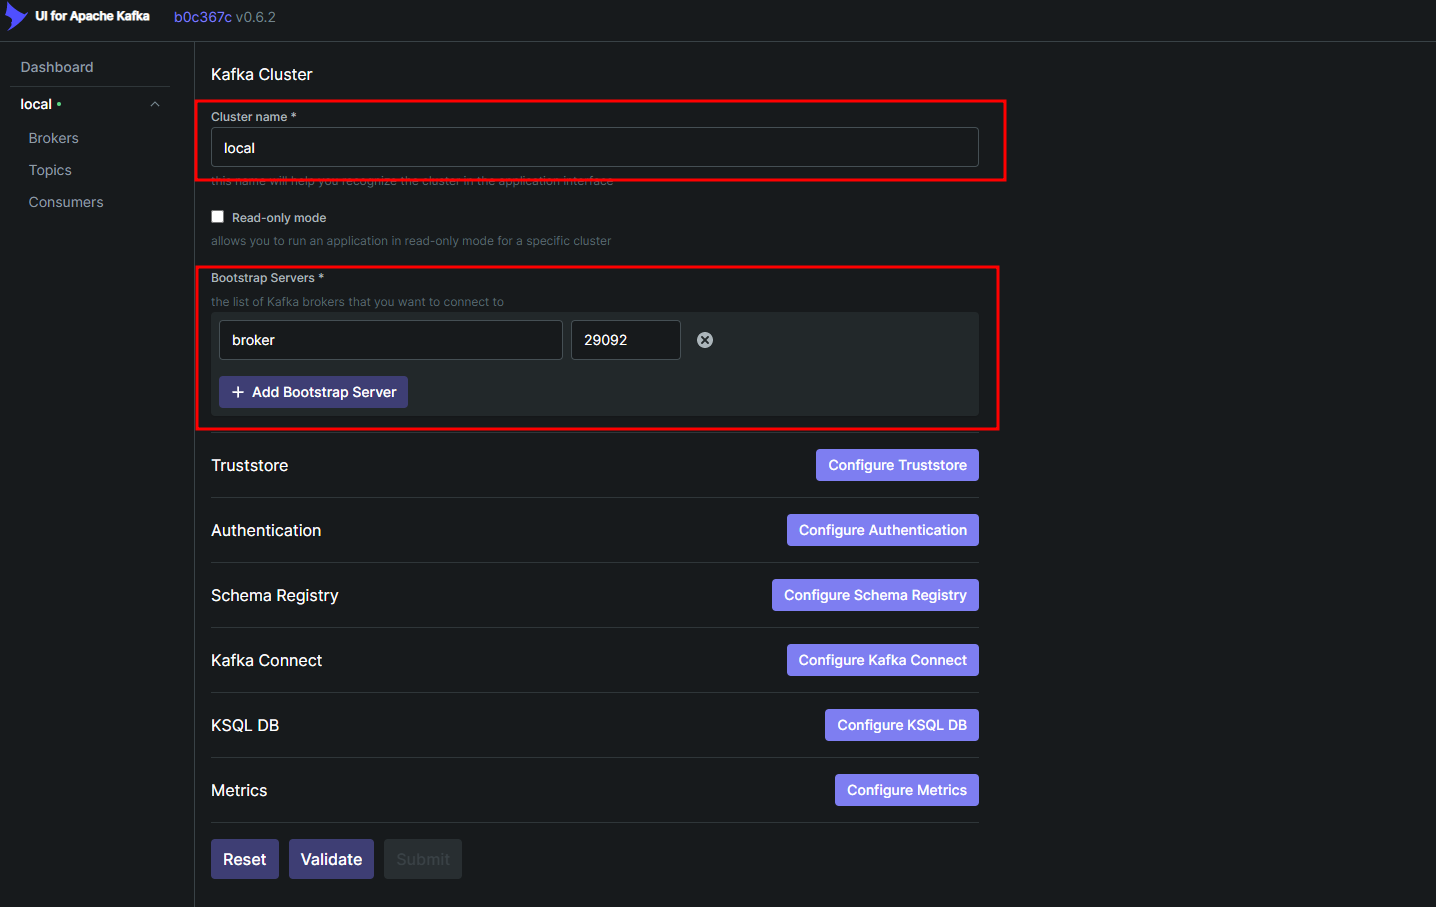 UI for Apache Kafka b0c367c v0.6.2
Dashboard
local
Brokers
Topics
Consumers
Kafka Cluster
Cluster name *
local
this name will help you recognize the cluster in the application interface
Read-only mode
allows you to run an application in read-only mode for a specific cluster
Bootstrap Servers *
the list of Kafka brokers that you want to connect to
broker 29092
Add Bootstrap Server
Truststore Configure Truststore
Authentication Configure Authentication
Schema Registry Configure Schema Registry
Kafka Connect Configure Kafka Connect
KSQL DB Configure KSQL DB
Metrics Configure Metrics
Reset Validate Submit